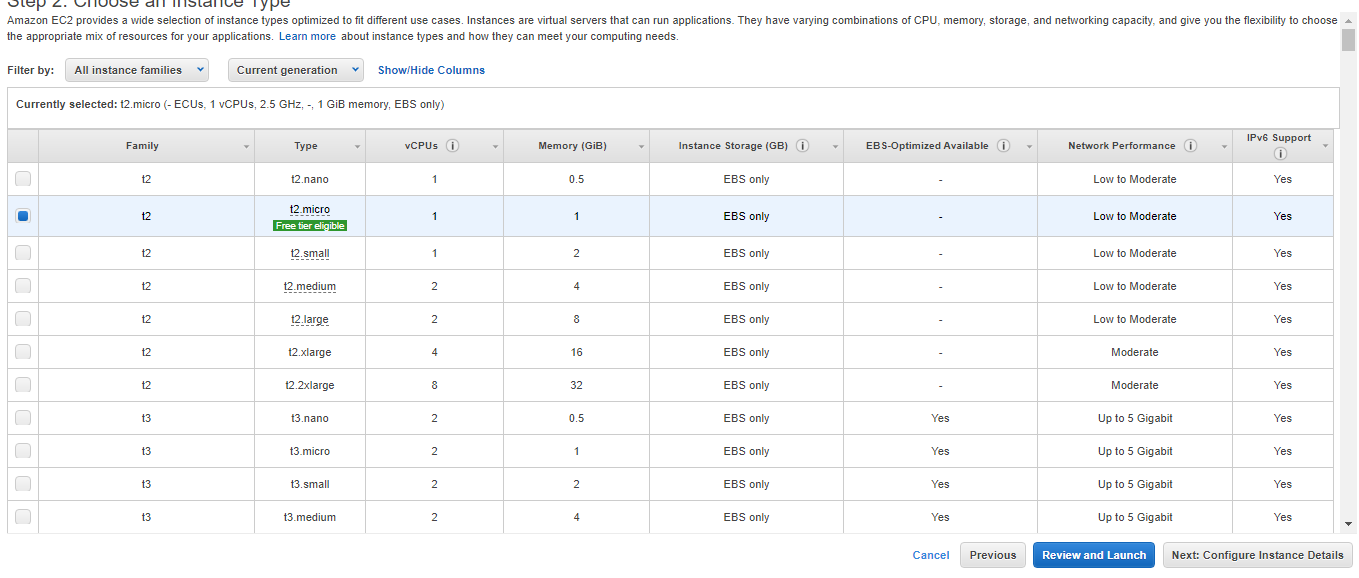 Step 2: Choose an Instance Type
Amazon EC2 provides a wide selection of instance types optimized to fit different use cases. Instances are virtual servers that can run applications. They have varying combinations of CPU, memory, storage, and networking capacity, and give you the flexibility to choose
the appropriate mix of resources for your applications. Learn more about instance types and how they can meet your computing needs.
Filter by: All instance families Current generation Show/Hide Columns
Currently selected: t2.micro (- ECUs, 1 vCPUs, 2.5 GHz, -, 1 GiB memory, EBS only)
Family Type vCPUs i Memory (GiB) Instance Storage (GB) i EBS-Optimized Available i Network Performance i IPv6 Support i
t2 t2.nano 1 0.5 EBS only - Low to Moderate Yes
t2 t2.micro 1 1 EBS only - Low to Moderate Yes
Free tier eligible
t2 t2.small 1 2 EBS only - Low to Moderate Yes
t2 t2.medium 2 4 EBS only - Low to Moderate Yes
t2 t2.large 2 8 EBS only - Low to Moderate Yes
t2 t2.xlarge 4 16 EBS only - Moderate Yes
t2 t2.2xlarge 8 32 EBS only - Moderate Yes
t3 t3.nano 2 0.5 EBS only Yes Up to 5 Gigabit Yes
t3 t3.micro 2 1 EBS only Yes Up to 5 Gigabit Yes
t3 t3.small 2 2 EBS only Yes Up to 5 Gigabit Yes
t3 t3.medium 2 4 EBS only Yes Up to 5 Gigabit Yes
Cancel Previous Review and Launch Next: Configure Instance Details